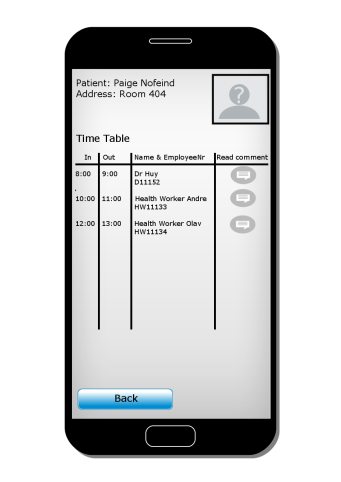 Patient: Paige Nofeind
Address: Room 404
Time Table
In Out Name & EmployeeNr Read comment
8:00 9:00 Dr Huy
D11152
10:00 11:00 Health Worker Andre
HW11133
12:00 13:00 Health Worker Olav
HW11134
Back